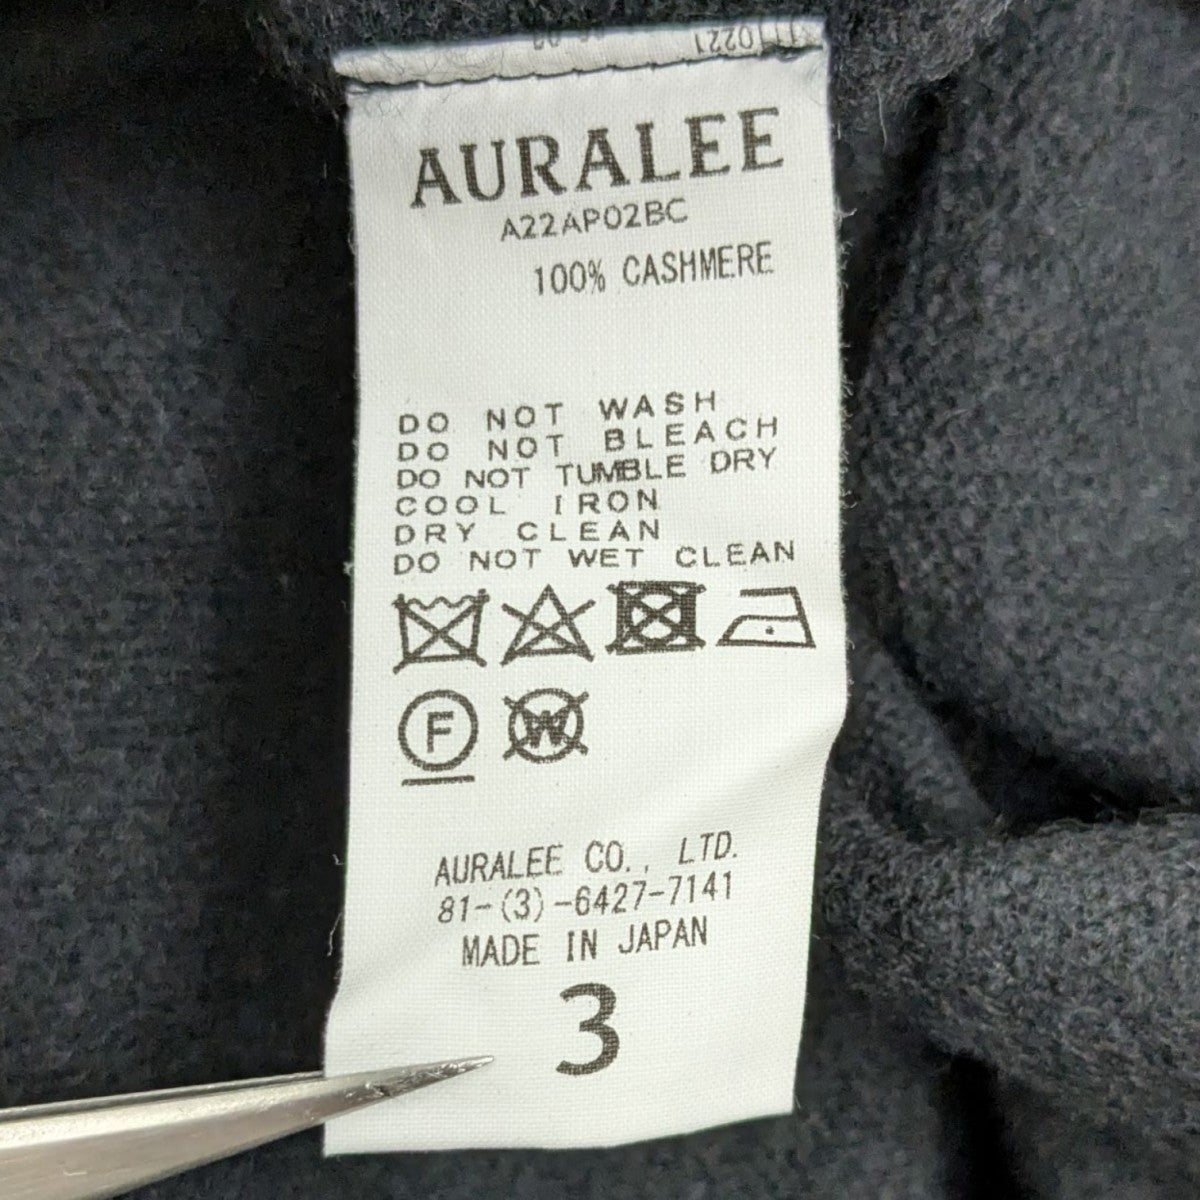 AURALEE
A22AP02BC
100% CASHMERE
DO NOT WASH
DO NOT BLEACH
DO NOT TUMBLE DRY
COOL IRON
DRY CLEAN
DO NOT WET CLEAN
F W
AURALEE CO., LTD.
81-(3)-6427-7141
MADE IN JAPAN
3